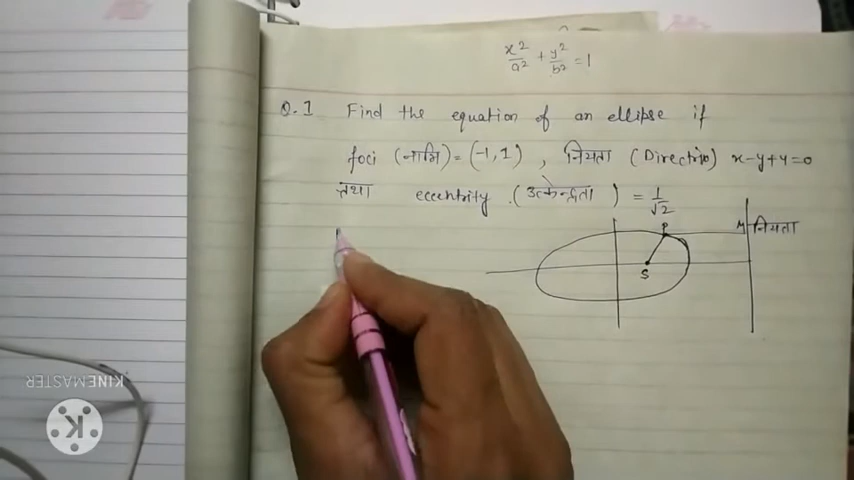 x²/a² + y²/b² = 1
Q.1 Find the equation of an ellipse if
foci (नाभि) = (-1, 1) , नियता (Directrix) x-y+4=0
तथा eccentrity (उत्केन्द्रता) = 1/√2
P M नियता
S
KINEMASTER
K